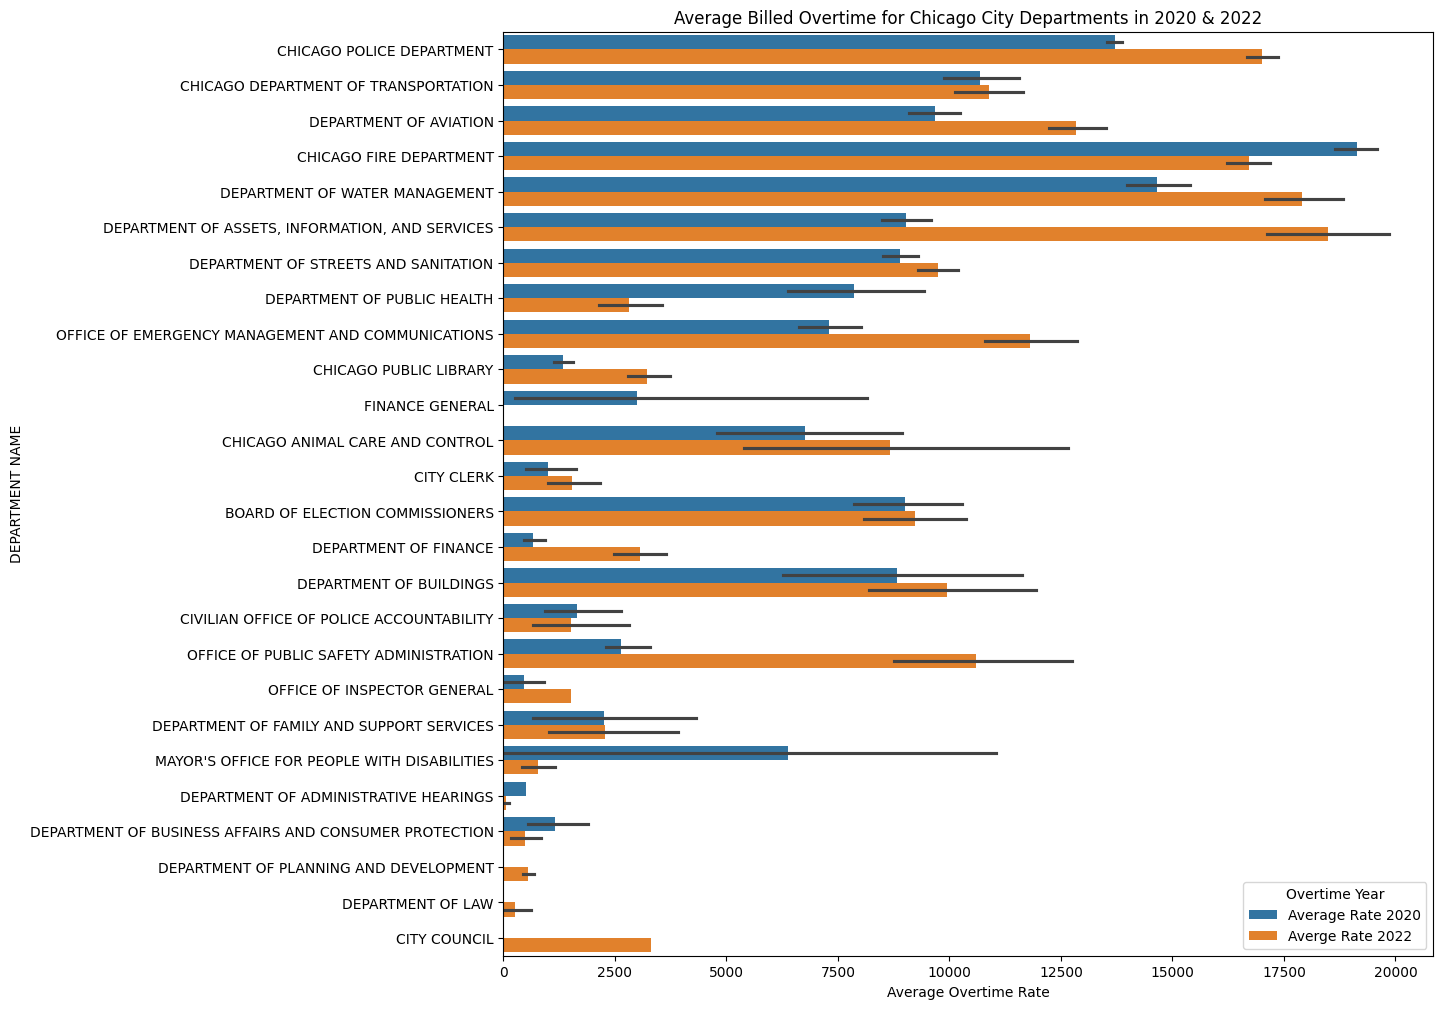 Average Billed Overtime for Chicago City Departments in 2020 & 2022
DEPARTMENT NAME
CHICAGO POLICE DEPARTMENT
CHICAGO DEPARTMENT OF TRANSPORTATION
DEPARTMENT OF AVIATION
CHICAGO FIRE DEPARTMENT
DEPARTMENT OF WATER MANAGEMENT
DEPARTMENT OF ASSETS, INFORMATION, AND SERVICES
DEPARTMENT OF STREETS AND SANITATION
DEPARTMENT OF PUBLIC HEALTH
OFFICE OF EMERGENCY MANAGEMENT AND COMMUNICATIONS
CHICAGO PUBLIC LIBRARY
FINANCE GENERAL
CHICAGO ANIMAL CARE AND CONTROL
CITY CLERK
BOARD OF ELECTION COMMISSIONERS
DEPARTMENT OF FINANCE
DEPARTMENT OF BUILDINGS
CIVILIAN OFFICE OF POLICE ACCOUNTABILITY
OFFICE OF PUBLIC SAFETY ADMINISTRATION
OFFICE OF INSPECTOR GENERAL
DEPARTMENT OF FAMILY AND SUPPORT SERVICES
MAYOR'S OFFICE FOR PEOPLE WITH DISABILITIES
DEPARTMENT OF ADMINISTRATIVE HEARINGS
DEPARTMENT OF BUSINESS AFFAIRS AND CONSUMER PROTECTION
DEPARTMENT OF PLANNING AND DEVELOPMENT
DEPARTMENT OF LAW
CITY COUNCIL
Overtime Year
Average Rate 2020
Averge Rate 2022
0 2500 5000 7500 10000 12500 15000 17500 20000
Average Overtime Rate